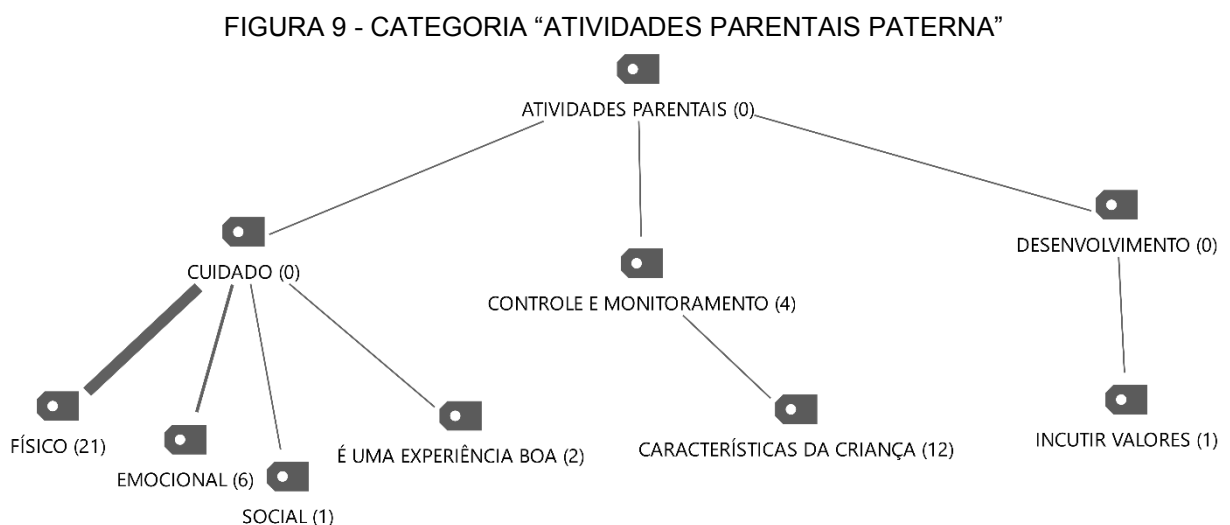 FIGURA 9 - CATEGORIA “ATIVIDADES PARENTAIS PATERNA”
ATIVIDADES PARENTAIS (0)
CUIDADO (0)
CONTROLE E MONITORAMENTO (4)
DESENVOLVIMENTO (0)
FÍSICO (21)
EMOCIONAL (6)
SOCIAL (1)
É UMA EXPERIÊNCIA BOA (2)
CARACTERÍSTICAS DA CRIANÇA (12)
INCUTIR VALORES (1)